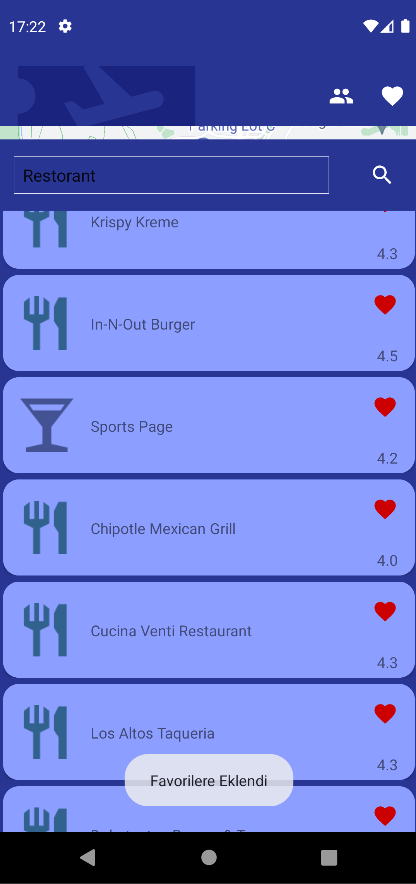 17:22
Parking Lot C
Restorant
Krispy Kreme
4.3
In-N-Out Burger
4.5
Sports Page
4.2
Chipotle Mexican Grill
4.0
Cucina Venti Restaurant
4.3
Los Altos Taqueria
4.3
Favorilere Eklendi